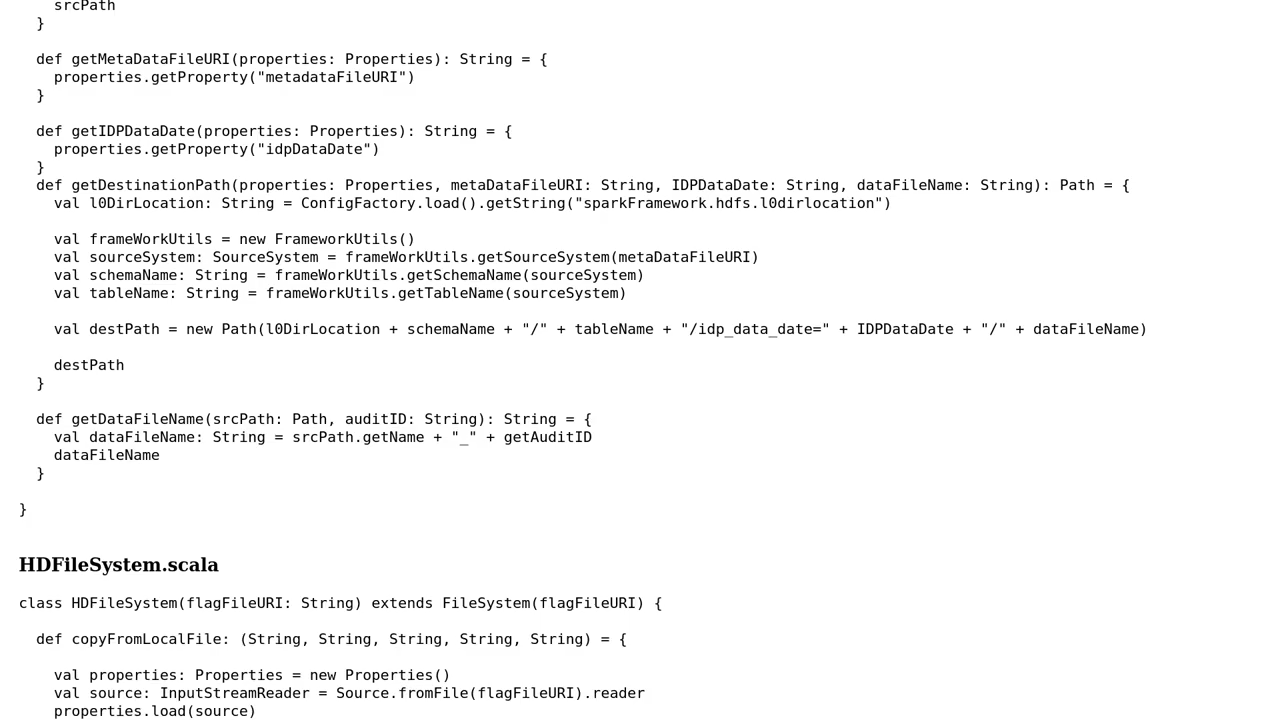 srcPath
}
def getMetaDataFileURI(properties: Properties): String = {
properties.getProperty("metadataFileURI")
}
def getIDPDataDate(properties: Properties): String = {
properties.getProperty("idpDataDate")
}
def getDestinationPath(properties: Properties, metaDataFileURI: String, IDPDataDate: String, dataFileName: String): Path = {
val l0DirLocation: String = ConfigFactory.load().getString("sparkFramework.hdfs.l0dirlocation")
val frameWorkUtils = new FrameworkUtils()
val sourceSystem: SourceSystem = frameWorkUtils.getSourceSystem(metaDataFileURI)
val schemaName: String = frameWorkUtils.getSchemaName(sourceSystem)
val tableName: String = frameWorkUtils.getTableName(sourceSystem)
val destPath = new Path(l0DirLocation + schemaName + "/" + tableName + "/idp_data_date=" + IDPDataDate + "/" + dataFileName)
destPath
}
def getDataFileName(srcPath: Path, auditID: String): String = {
val dataFileName: String = srcPath.getName + "_" + getAuditID
dataFileName
}
}
HDFileSystem.scala
class HDFileSystem(flagFileURI: String) extends FileSystem(flagFileURI) {
def copyFromLocalFile: (String, String, String, String, String) = {
val properties: Properties = new Properties()
val source: InputStreamReader = Source.fromFile(flagFileURI).reader
properties.load(source)